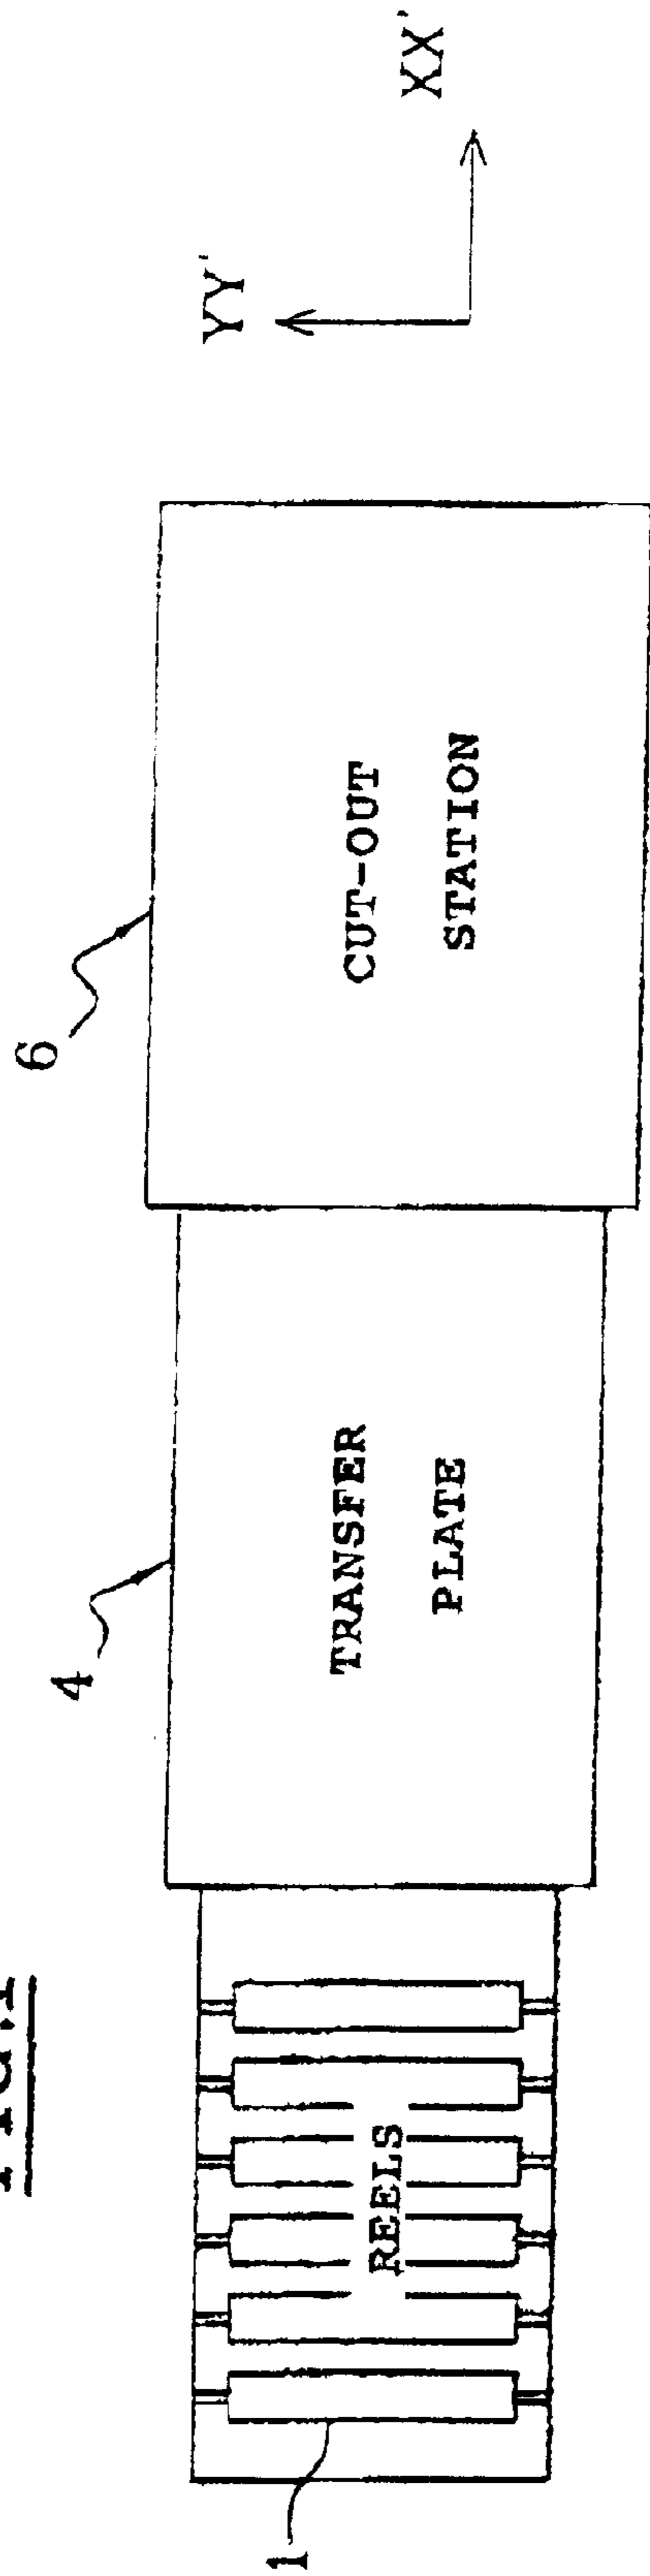 6
CUT-OUT
STATION
4
TRANSFER
PLATE
1
REELS
YY'
XX'